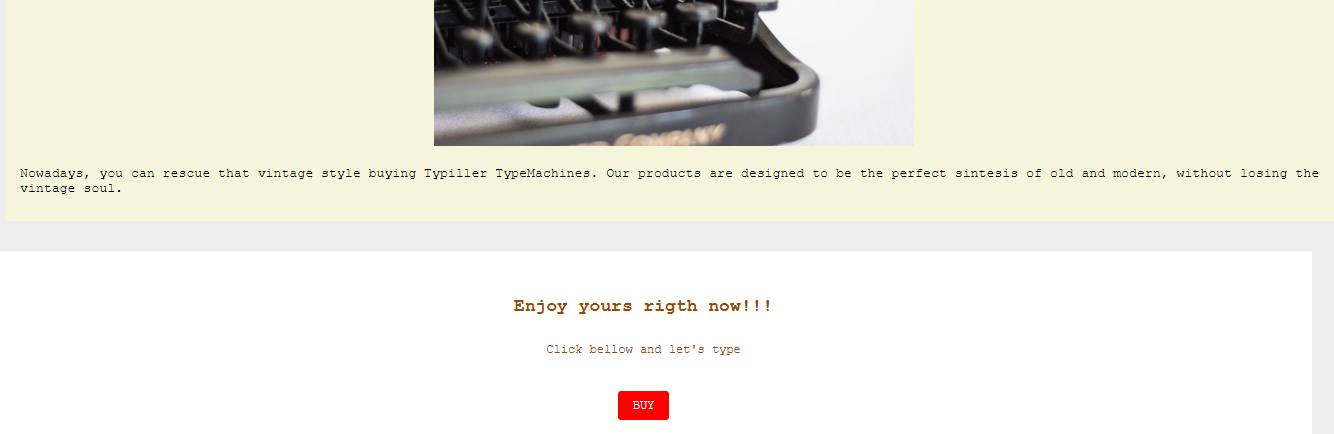 COMPANY
Nowadays, you can rescue that vintage style buying Typiller TypeMachines. Our products are designed to be the perfect sintesis of old and modern, without losing the
vintage soul.
Enjoy yours rigth now!!!
Click bellow and let's type
BUY